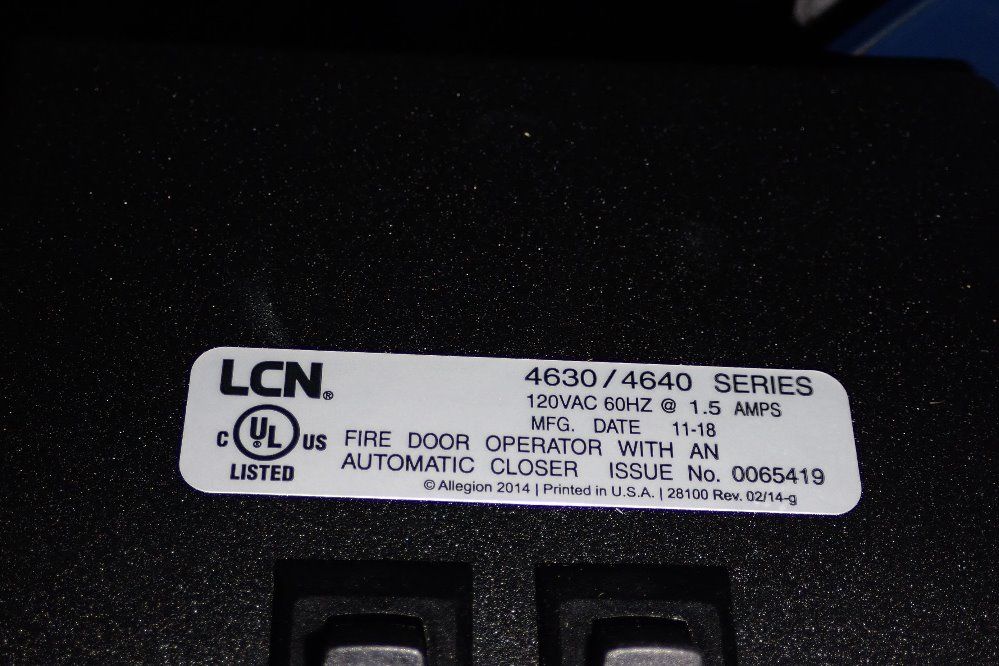 LCN®
4630/4640 SERIES
120VAC 60HZ @ 1.5 AMPS
MFG. DATE 11-18
C UL® US
LISTED
FIRE DOOR OPERATOR WITH AN
AUTOMATIC CLOSER ISSUE No. 0065419
© Allegion 2014 | Printed in U.S.A. | 28100 Rev. 02/14-g